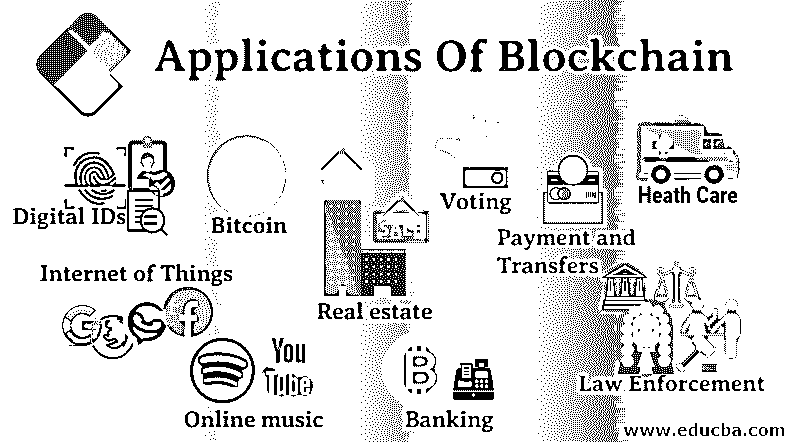 Applications Of Blockchain
Digital IDs
Bitcoin
Voting
Heath Care
Payment and
Transfers
Internet of Things
Real estate
You
Tube
Law Enforcement
Online music
Banking
www.educba.com